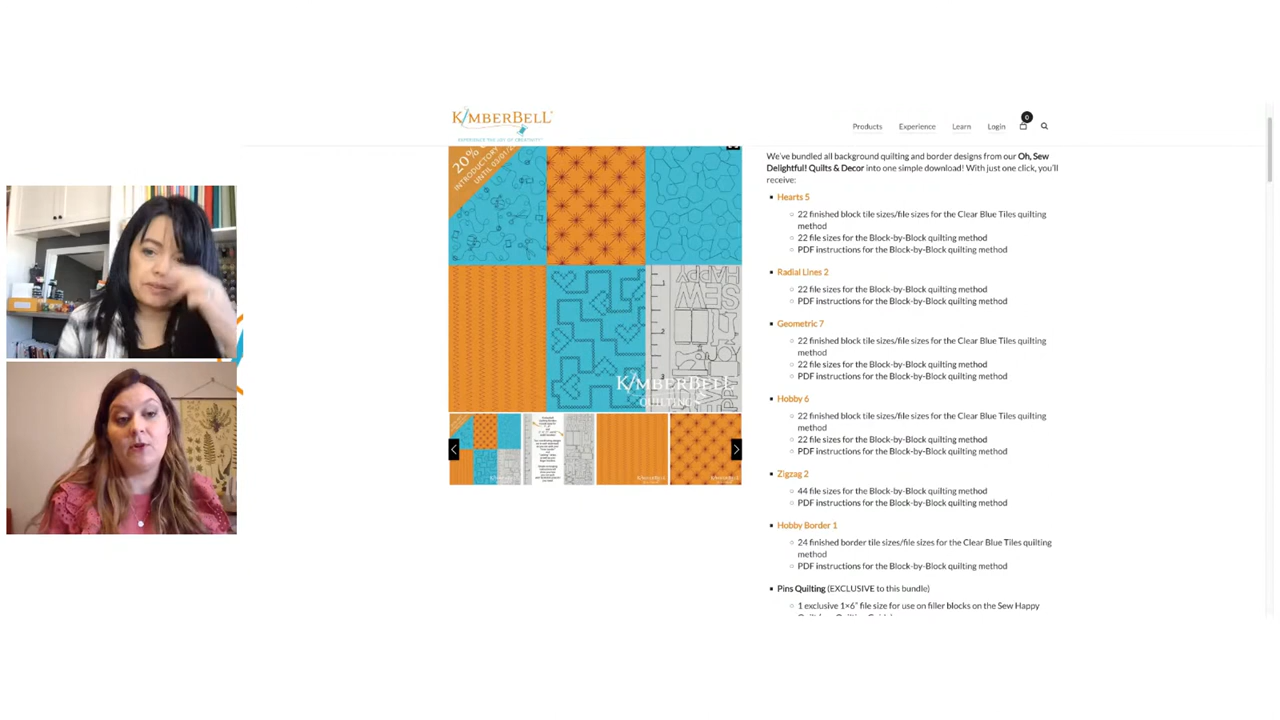 KIMBERBELL
EXPERIENCE THE JOY OF CREATIVITY
Products
Experience
Learn
Login
0
20%
INTRODUCTORY
UNTIL 03/01/2
We've bundled all background quilting and border designs from our Oh, Sew
Delightful! Quilts & Decor into one simple download! With just one click, you'll
receive:
Hearts 5
22 finished block tile sizes/file sizes for the Clear Blue Tiles quilting
method
22 file sizes for the Block-by-Block quilting method
PDF instructions for the Block-by-Block quilting method
Radial Lines 2
22 file sizes for the Block-by-Block quilting method
PDF instructions for the Block-by-Block quilting method
Geometric 7
22 finished block tile sizes/file sizes for the Clear Blue Tiles quilting
method
22 file sizes for the Block-by-Block quilting method
PDF instructions for the Block-by-Block quilting method
Hobby 6
22 finished block tile sizes/file sizes for the Clear Blue Tiles quilting
method
22 file sizes for the Block-by-Block quilting method
PDF instructions for the Block-by-Block quilting method
Zigzag 2
44 file sizes for the Block-by-Block quilting method
PDF instructions for the Block-by-Block quilting method
Hobby Border 1
24 finished border tile sizes/file sizes for the Clear Blue Tiles quilting
method
PDF instructions for the Block-by-Block quilting method
Pins Quilting (EXCLUSIVE to this bundle)
1 exclusive 1×6" file size for use on filler blocks on the Sew Happy
HAPPY
SEW
JOY
1
2
3
KIMBERBELL
QUILTING